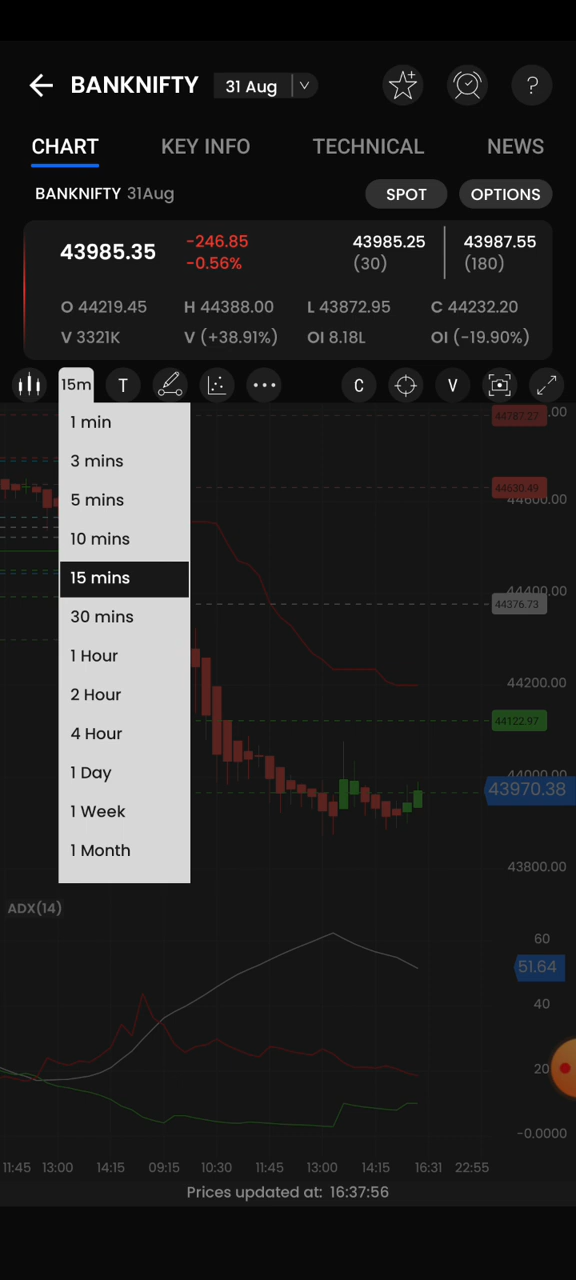 BANKNIFTY 31 Aug
?
CHART KEY INFO TECHNICAL NEWS
BANKNIFTY 31Aug SPOT OPTIONS
43985.35 -246.85 43985.25 43987.55
-0.56% (30) (180)
O 44219.45 H 44388.00 L 43872.95 C 44232.20
V 3321K V (+38.91%) OI 8.18L OI (-19.90%)
15m T C V
1 min
3 mins
5 mins
10 mins
15 mins
30 mins
1 Hour
2 Hour
4 Hour
1 Day
1 Week
1 Month
44787.27 .00
44630.49
44600.00
44400.00
44376.73
44200.00
44122.97
44000.00
43970.38
43800.00
ADX(14)
60
51.64
40
20
-0.0000
11:45 13:00 14:15 09:15 10:30 11:45 13:00 14:15 16:31 22:55
Prices updated at: 16:37:56